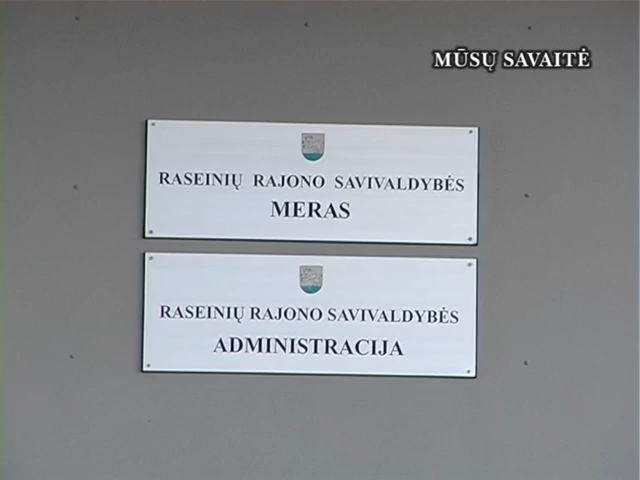 MŪSŲ SAVAITĖ
RASEINIŲ RAJONO SAVIVALDYBĖS
MERAS
RASEINIŲ RAJONO SAVIVALDYBĖS
ADMINISTRACIJA